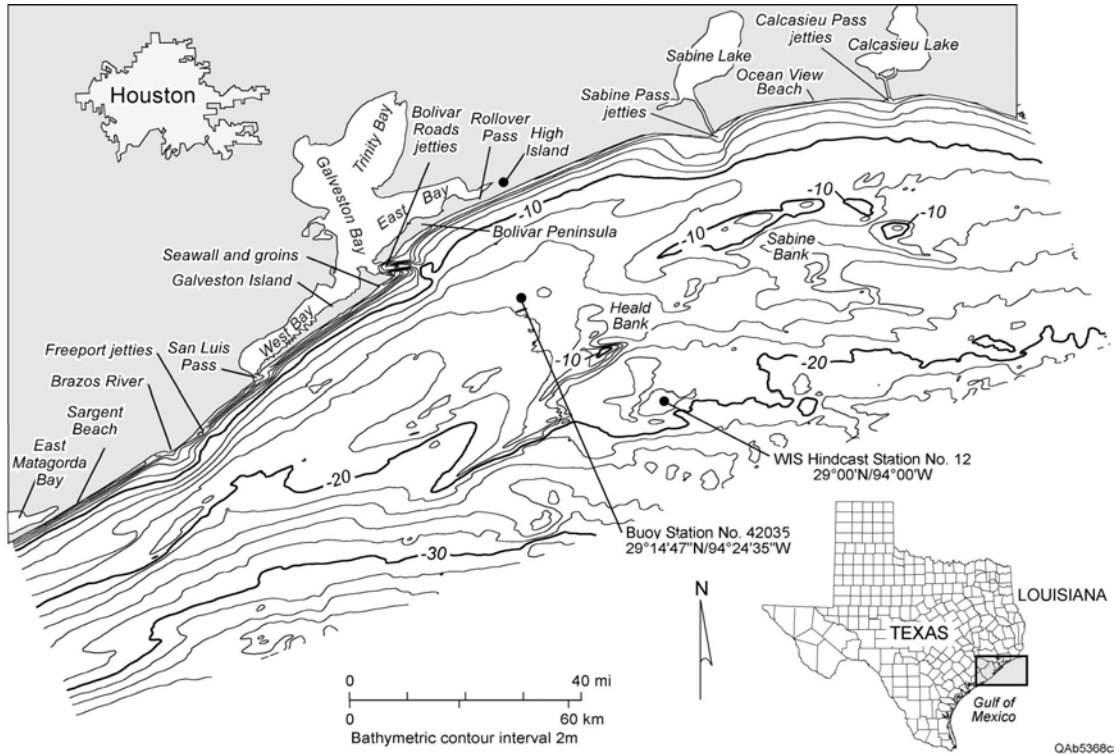 Calcasieu Pass
jetties
Calcasieu Lake
Sabine Lake
Ocean View
Beach
Sabine Pass
jetties
Houston
Trinity Bay
Bolivar
Roads
jetties
Rollover
Pass
High
Island
Galveston Bay
East Bay
-10
Bolivar Peninsula
-10
-10
Sabine
Bank
Seawall and groins
Galveston Island
West Bay
Heald
Bank
-10
Freeport jetties
San Luis
Pass
Brazos River
Sargent
Beach
East
Matagorda
Bay
-20
-20
-30
WIS Hindcast Station No. 12
29°00'N/94°00'W
Buoy Station No. 42035
29°14'47"N/94°24'35"W
N
LOUISIANA
TEXAS
Gulf of
Mexico
0 40 mi
0 60 km
Bathymetric contour interval 2m
QAb5368c